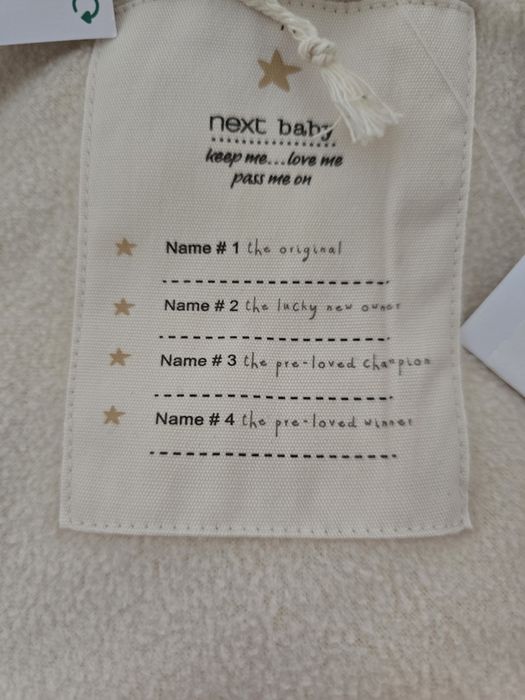 next baby
keep me...love me
pass me on
Name # 1 the original
Name # 2 the lucky new owner
Name # 3 the pre-loved champion
Name # 4 the pre-loved winner